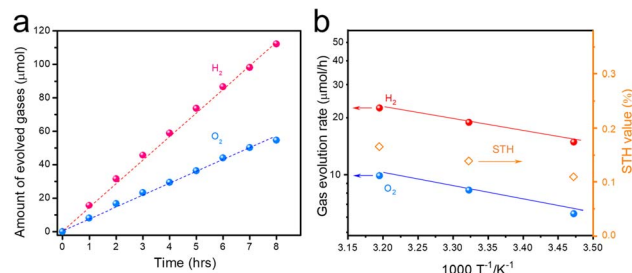 a
Amount of evolved gases (μmol)
120
100
80
60
40
20
0
H2
O2
0 1 2 3 4 5 6 7 8
Time (hrs)
b
Gas evolution rate (μmol/h)
50
30
20
10
H2
STH
O2
0.3
0.2
0.1
0.0
STH value (%)
3.15 3.20 3.25 3.30 3.35 3.40 3.45 3.50
1000 T⁻¹/K⁻¹